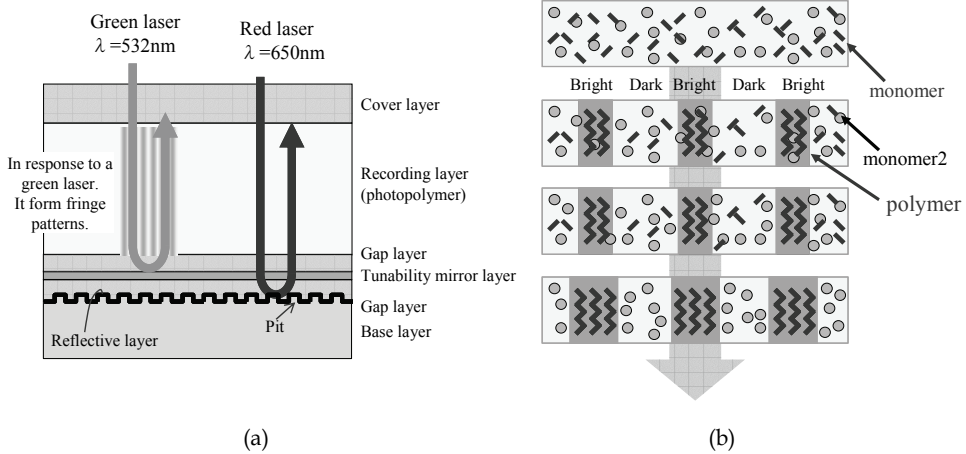 Green laser
λ =532nm
Red laser
λ =650nm
Cover layer
In response to a
green laser.
It form fringe
patterns.
Recording layer
(photopolymer)
Gap layer
Tunability mirror layer
Gap layer
Pit
Reflective layer
Base layer
(a)
monomer
Bright Dark Bright Dark Bright
monomer2
polymer
(b)